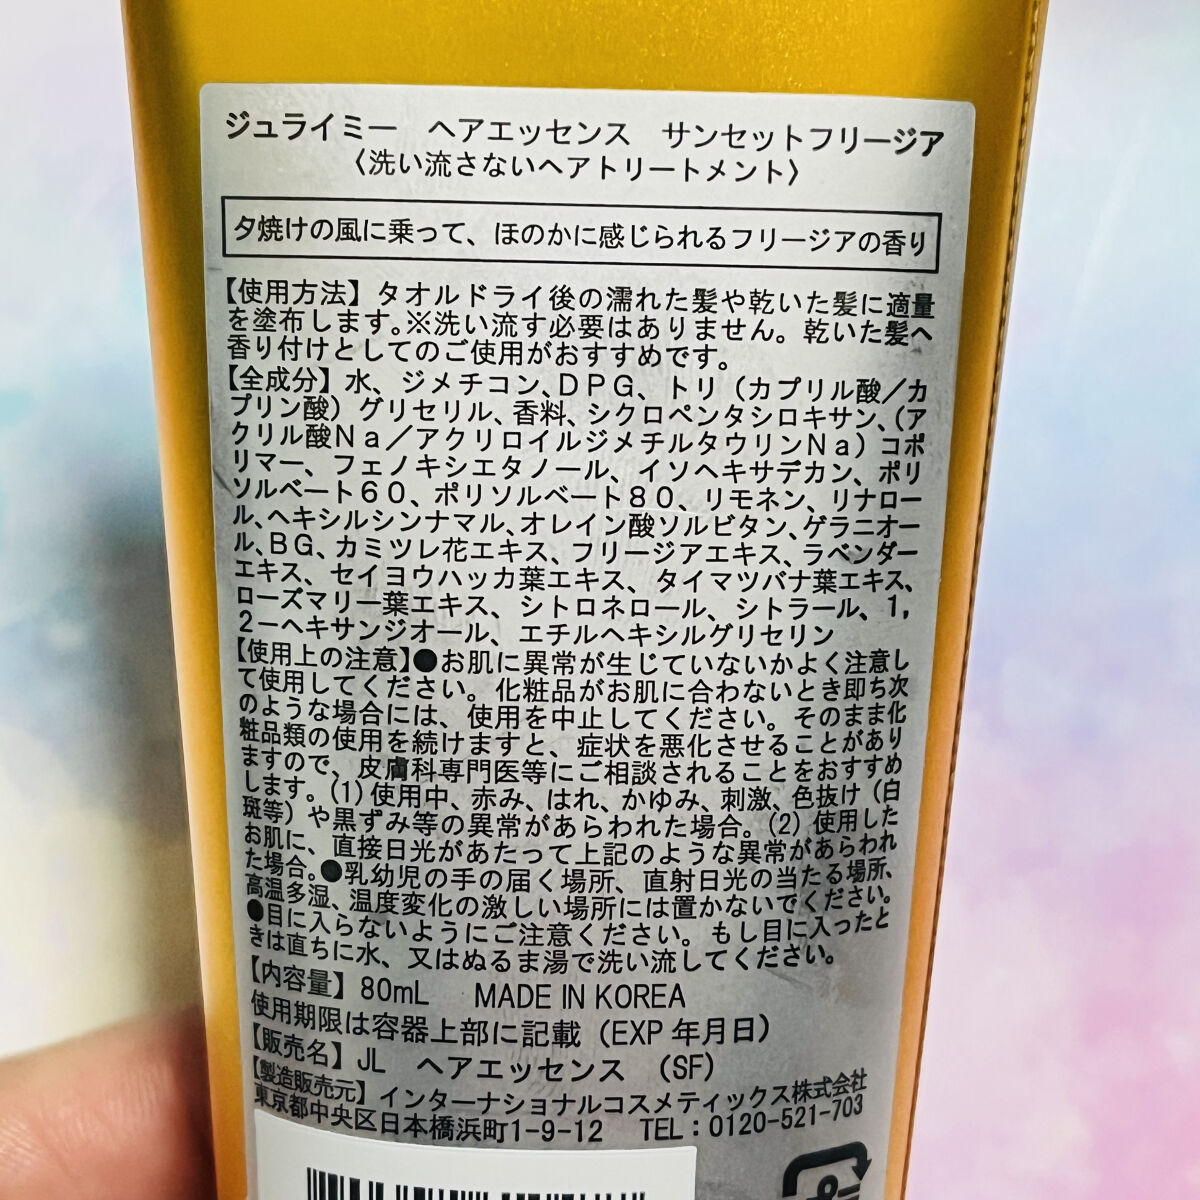 ジュライミー　ヘアエッセンス　サンセットフリージア
〈洗い流さないヘアトリートメント〉
夕焼けの風に乗って、ほのかに感じられるフリージアの香り
【使用方法】タオルドライ後の濡れた髪や乾いた髪に適量
を塗布します。※洗い流す必要はありません。乾いた髪へ
香り付けとしてのご使用がおすすめです。
【全成分】水、ジメチコン、ＤＰＧ、トリ（カプリル酸／カ
プリン酸）グリセリル、香料、シクロペンタシロキサン、（ア
クリル酸Ｎａ／アクリロイルジメチルタウリンＮａ）コポ
リマー、フェノキシエタノール、イソヘキサデカン、ポリ
ソルベート６０、ポリソルベート８０、リモネン、リナロー
ル、ヘキシルシンナマル、オレイン酸ソルビタン、ゲラニオー
ル、ＢＧ、カミツレ花エキス、フリージアエキス、ラベンダー
エキス、セイヨウハッカ葉エキス、タイマツバナ葉エキス、
ローズマリー葉エキス、シトロネロール、シトラール、１，
２－ヘキサンジオール、エチルヘキシルグリセリン
【使用上の注意】●お肌に異常が生じていないかよく注意し
て使用してください。化粧品がお肌に合わないとき即ち次
のような場合には、使用を中止してください。そのまま化
粧品類の使用を続けますと、症状を悪化させることがあり
ますので、皮膚科専門医等にご相談されることをおすすめ
します。(1)使用中、赤み、はれ、かゆみ、刺激、色抜け（白
斑等）や黒ずみ等の異常があらわれた場合。(2)使用した
お肌に、直接日光があたって上記のような異常があらわれ
た場合。●乳幼児の手の届く場所、直射日光の当たる場所、
高温多湿、温度変化の激しい場所には置かないでください。
●目に入らないようにご注意ください。もし目に入ったと
きは直ちに水、又はぬるま湯で洗い流してください。
【内容量】80mL　MADE IN KOREA
使用期限は容器上部に記載（EXP 年月日）
【販売名】JL　ヘアエッセンス　（SF）
【製造販売元】インターナショナルコスメティックス株式会社
東京都中央区日本橋浜町1-9-12　TEL：0120-521-703